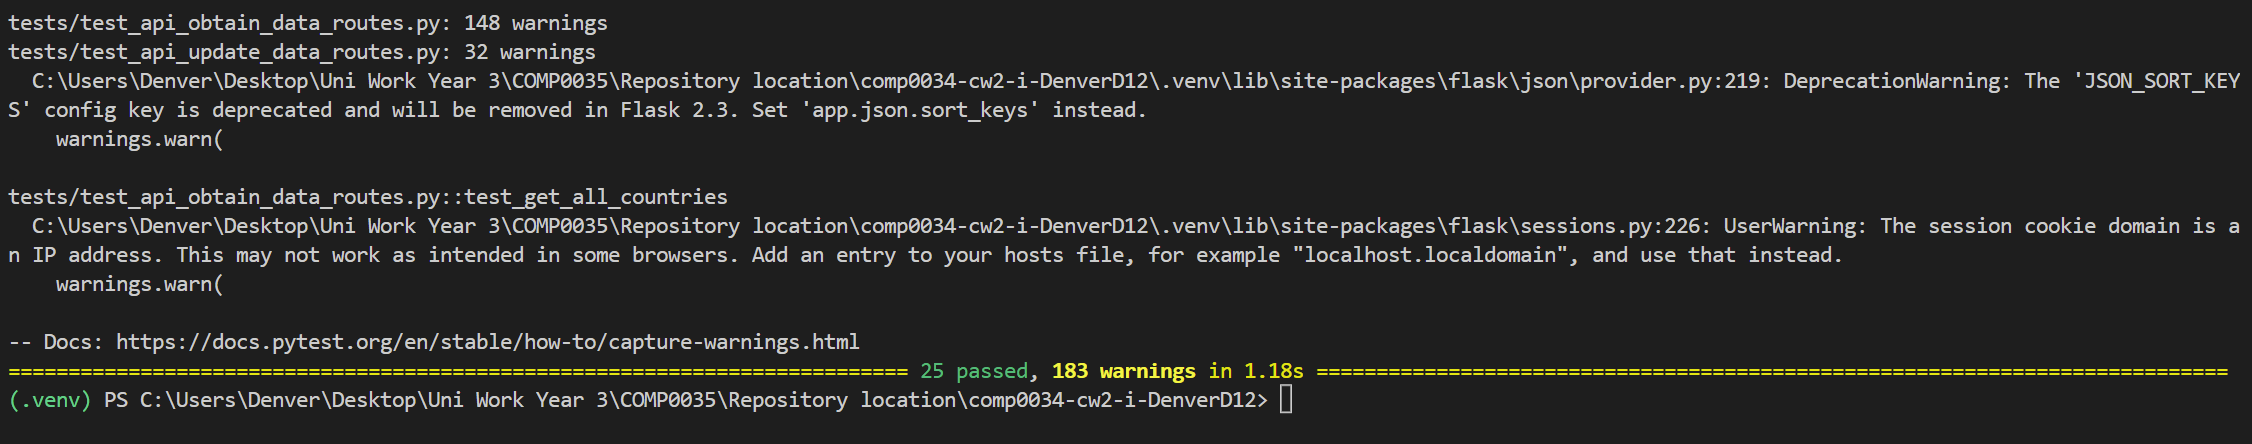 tests/test_api_obtain_data_routes.py: 148 warnings
tests/test_api_update_data_routes.py: 32 warnings
  C:\Users\Denver\Desktop\Uni Work Year 3\COMP0035\Repository location\comp0034-cw2-i-DenverD12\.venv\lib\site-packages\flask\json\provider.py:219: DeprecationWarning: The 'JSON_SORT_KEY
S' config key is deprecated and will be removed in Flask 2.3. Set 'app.json.sort_keys' instead.
    warnings.warn(

tests/test_api_obtain_data_routes.py::test_get_all_countries
  C:\Users\Denver\Desktop\Uni Work Year 3\COMP0035\Repository location\comp0034-cw2-i-DenverD12\.venv\lib\site-packages\flask\sessions.py:226: UserWarning: The session cookie domain is a
n IP address. This may not work as intended in some browsers. Add an entry to your hosts file, for example "localhost.localdomain", and use that instead.
    warnings.warn(

-- Docs: https://docs.pytest.org/en/stable/how-to/capture-warnings.html
=========================================================================== 25 passed, 183 warnings in 1.18s ============================================================================
(.venv) PS C:\Users\Denver\Desktop\Uni Work Year 3\COMP0035\Repository location\comp0034-cw2-i-DenverD12>